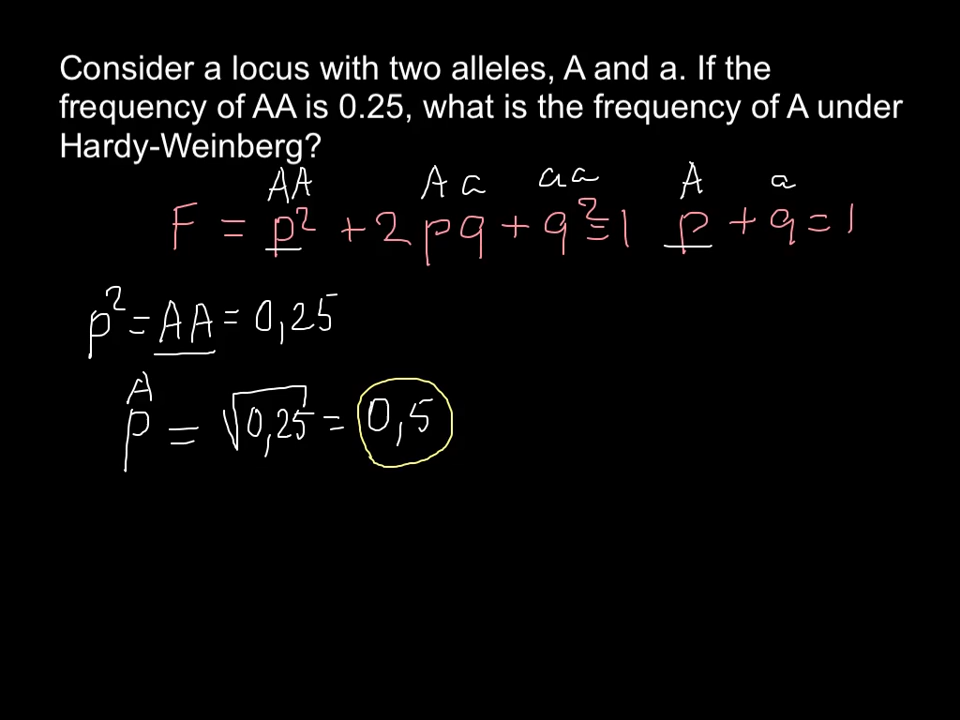 Consider a locus with two alleles, A and a. If the
frequency of AA is 0.25, what is the frequency of A under
Hardy-Weinberg?
AA Aa aa A a
F = p² + 2pq + q² = 1 p + q = 1
p² = AA = 0,25
A
p = √0,25 = 0,5